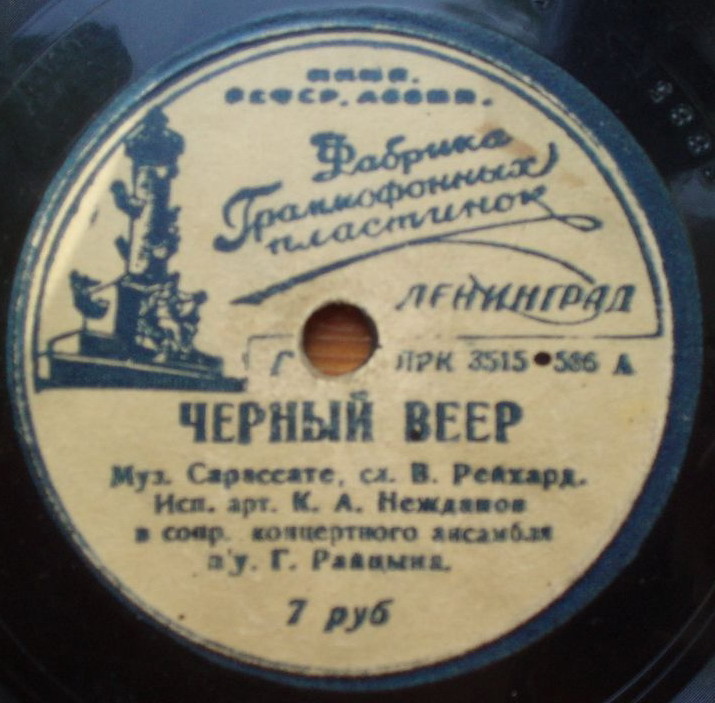 Фабрика
Граммофонных
пластинок
ЛЕНИНГРАД
Г ЛРК 3515 586 А
ЧЕРНЫЙ ВЕЕР
Муз. Сарассате, сл. В. Рейхард.
Исп. арт. К. А. Нежданов
в сопр. концертного ансамбля
п/у. Г. Райцына.
7 руб